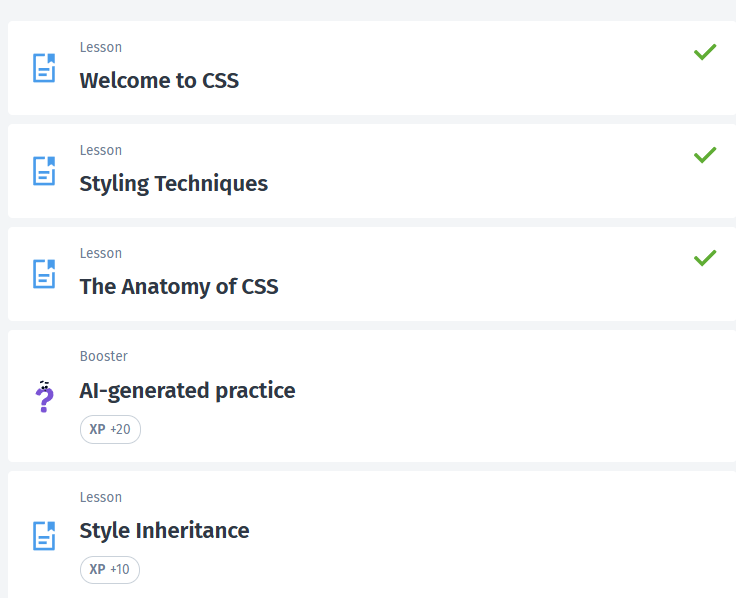 Lesson
Welcome to CSS
Lesson
Styling Techniques
Lesson
The Anatomy of CSS
Booster
AI-generated practice
XP +20
Lesson
Style Inheritance
XP +10